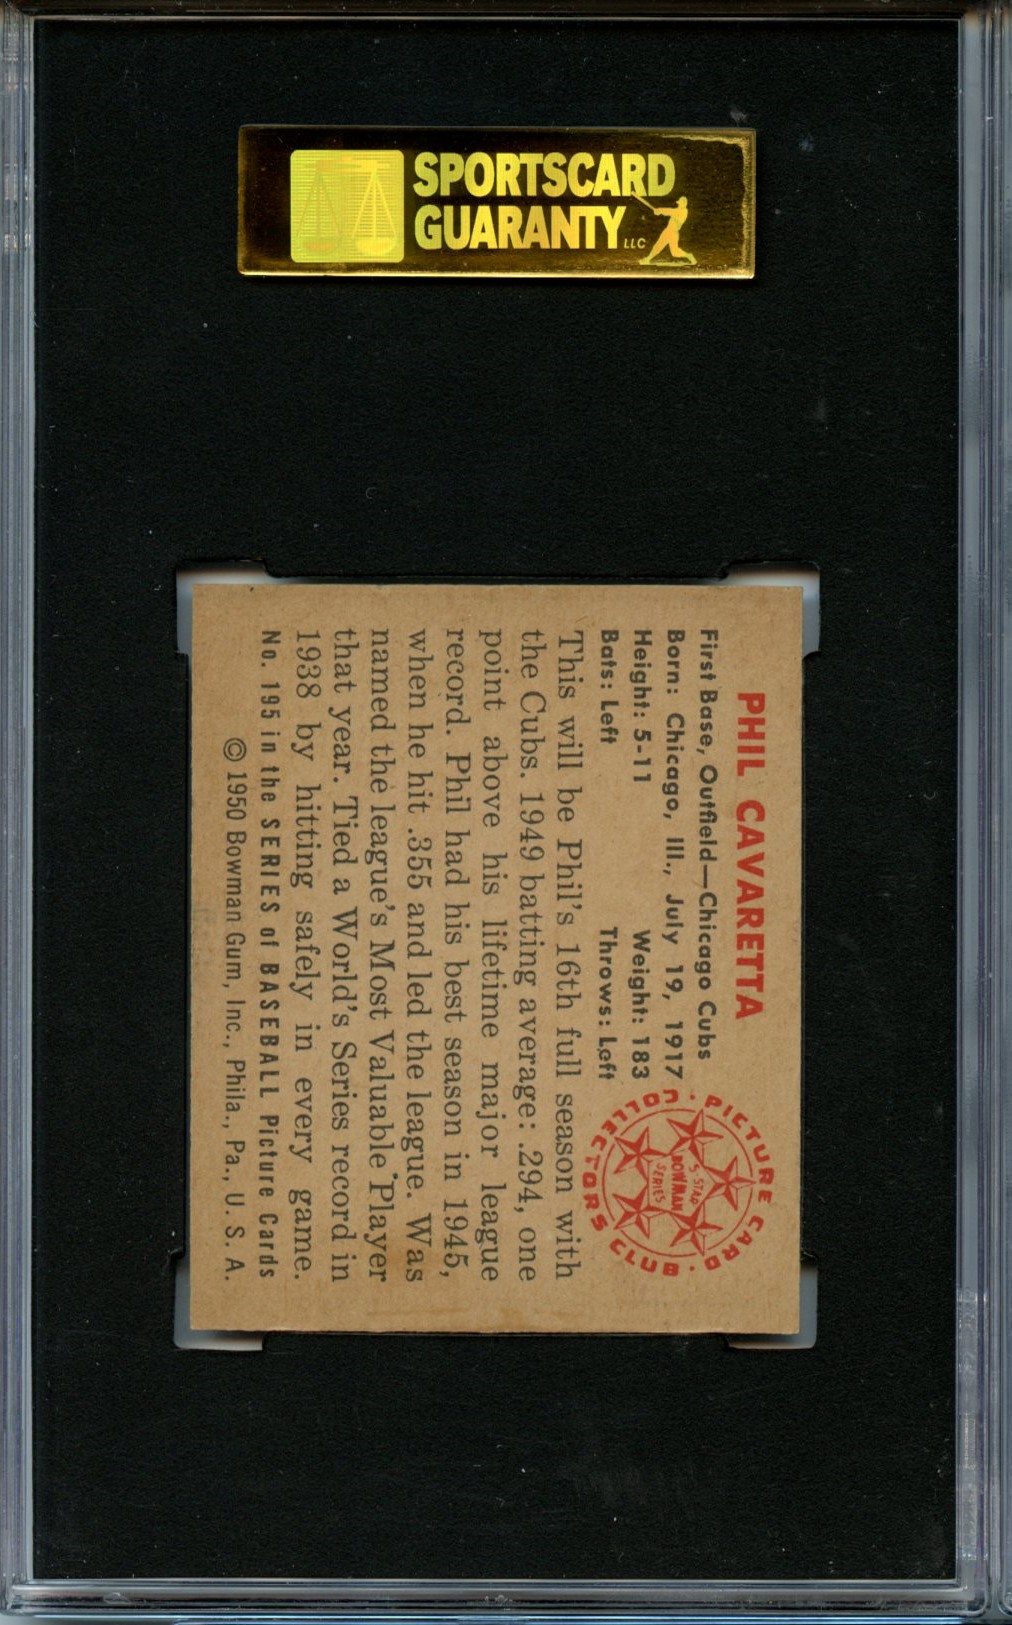 SPORTSCARD
GUARANTY LLC
PHIL CAVARETTA
First Base, Outfield—Chicago Cubs
Born: Chicago, Ill., July 19, 1917
Height: 5-11 Weight: 183
Bats: Left Throws: Left
This will be Phil's 16th full season with
the Cubs. 1949 batting average: .294, one
point above his lifetime major league
record. Phil had his best season in 1945,
when he hit .355 and led the league. Was
named the league's Most Valuable Player
that year. Tied a World's Series record in
1938 by hitting safely in every game.
No. 195 in the SERIES of BASEBALL Picture Cards
© 1950 Bowman Gum, Inc., Phila., Pa., U. S. A.
PICTURE CARD COLLECTORS CLUB
5-STAR
BOWMAN
SERIES